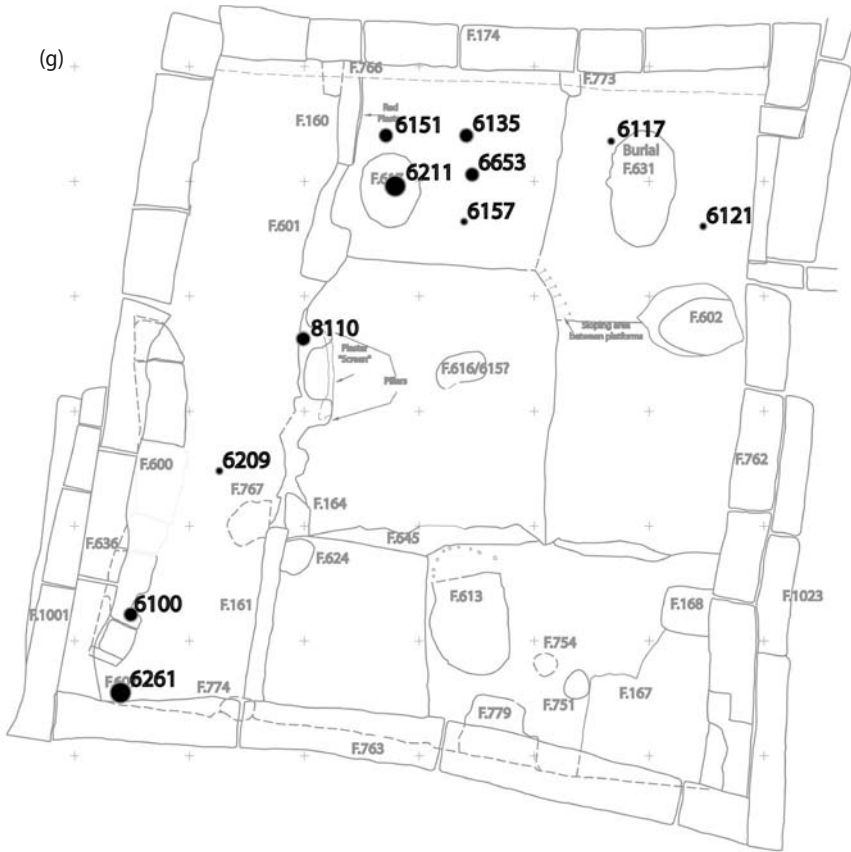 (g)
F.174
F.766
F.773
Red
F.160
6151
6135
6117
Burial
F.631
6653
6211
6157
6121
F.601
F.602
Sloping area
between platforms
8110
Plaster
"Screen"
Pillars
F.616/615?
F.600
6209
F.767
F.762
F.164
F.645
F.636
F.624
F.613
F.168
F.1023
F.1001
6100
F.161
F.754
6261
F.774
F.751
F.167
F.779
F.763